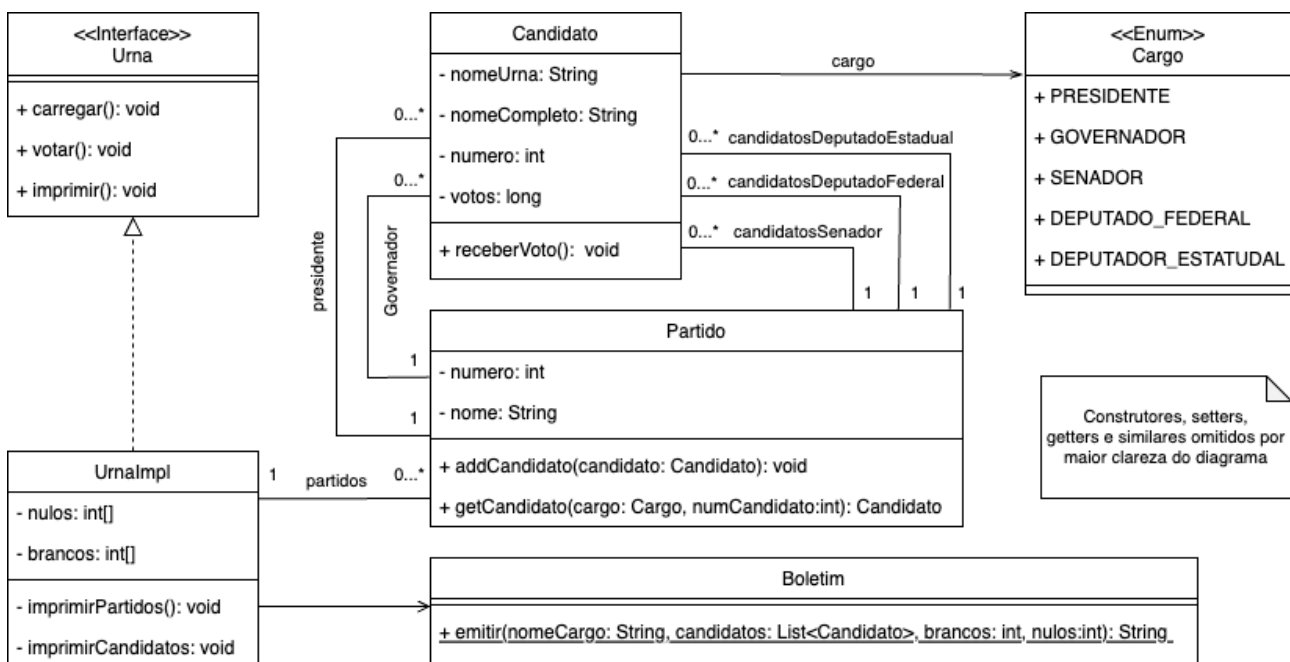 <<Interface>>
Urna
+ carregar(): void
+ votar(): void
+ imprimir(): void
Candidato
- nomeUrna: String
- nomeCompleto: String
- numero: int
- votos: long
+ receberVoto():  void
<<Enum>>
Cargo
+ PRESIDENTE
+ GOVERNADOR
+ SENADOR
+ DEPUTADO_FEDERAL
+ DEPUTADOR_ESTATUDAL
cargo
0...* candidatosDeputadoEstadual
0...* candidatosDeputadoFederal
0...* candidatosSenador
1 1 1
0...*
0...*
presidente
Governador
1
1
Partido
- numero: int
- nome: String
+ addCandidato(candidato: Candidato): void
+ getCandidato(cargo: Cargo, numCandidato:int): Candidato
Construtores, setters,
getters e similares omitidos por
maior clareza do diagrama
UrnaImpl
- nulos: int[]
- brancos: int[]
- imprimirPartidos(): void
- imprimirCandidatos: void
1 partidos 0...*
Boletim
+ emitir(nomeCargo: String, candidatos: List<Candidato>, brancos: int, nulos:int): String